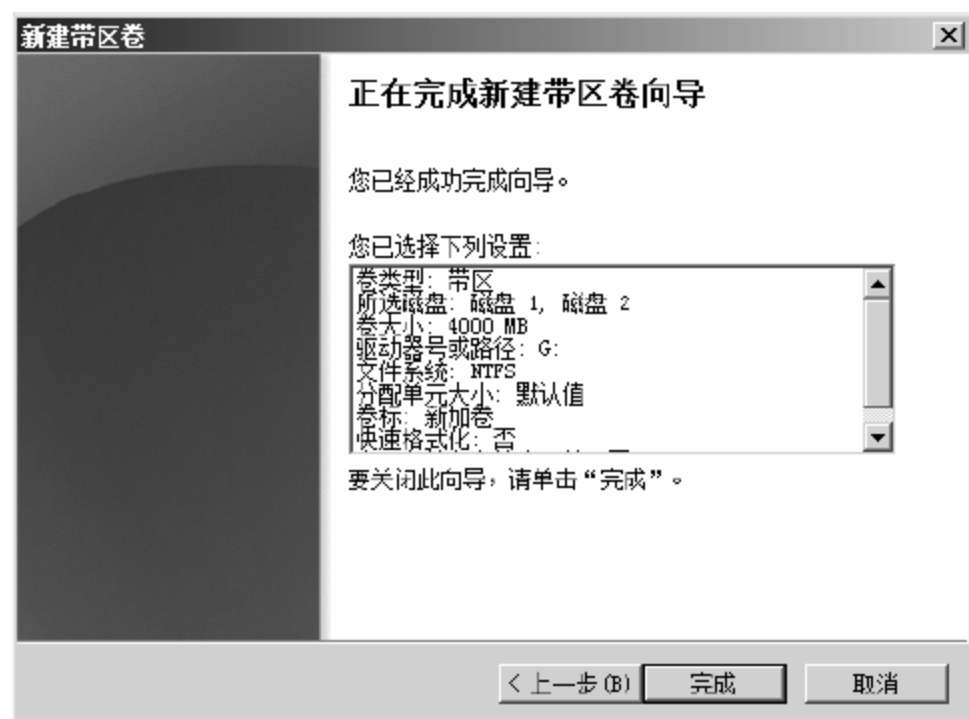 新建带区卷
正在完成新建带区卷向导
您已经成功完成向导。
您已选择下列设置:
卷类型: 带区
所选磁盘: 磁盘 1, 磁盘 2
卷大小: 4000 MB
驱动器号或路径: G:
文件系统: NTFS
分配单元大小: 默认值
卷标: 新加卷
快速格式化: 否
要关闭此向导，请单击“完成”。
< 上一步(B)
完成
取消